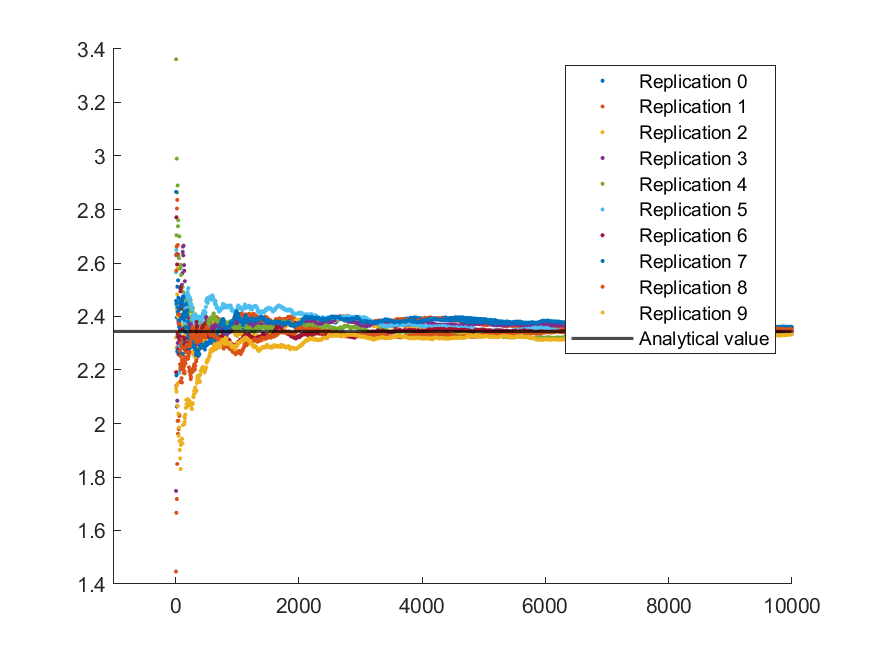 3.4
3.2
3
2.8
2.6
2.4
2.2
2
1.8
1.6
1.4
0
2000
4000
6000
8000
10000
Replication 0
Replication 1
Replication 2
Replication 3
Replication 4
Replication 5
Replication 6
Replication 7
Replication 8
Replication 9
Analytical value